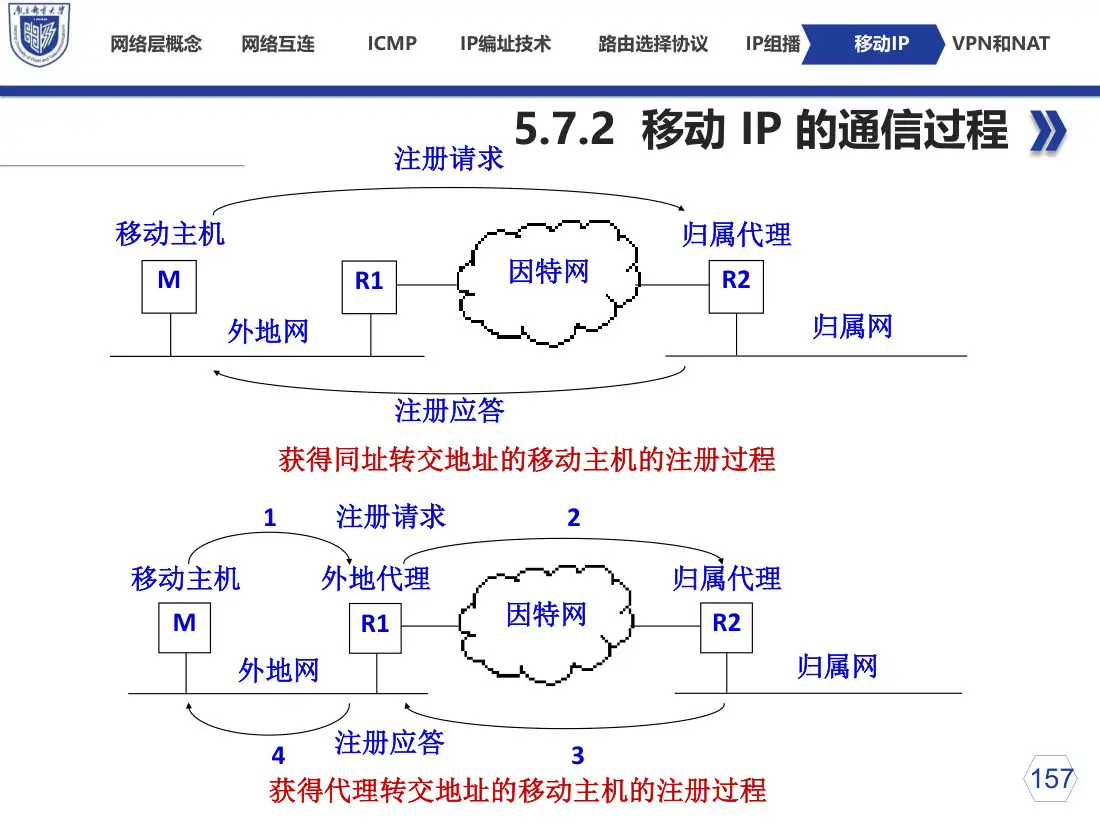 网络层概念 网络互连 ICMP IP编址技术 路由选择协议 IP组播 移动IP VPN和NAT
5.7.2 移动 IP 的通信过程
注册请求
移动主机 归属代理
M R1 因特网 R2
外地网 归属网
注册应答
获得同址转交地址的移动主机的注册过程
1 注册请求 2
移动主机 外地代理 归属代理
M R1 因特网 R2
外地网 归属网
注册应答
4 3
获得代理转交地址的移动主机的注册过程
157